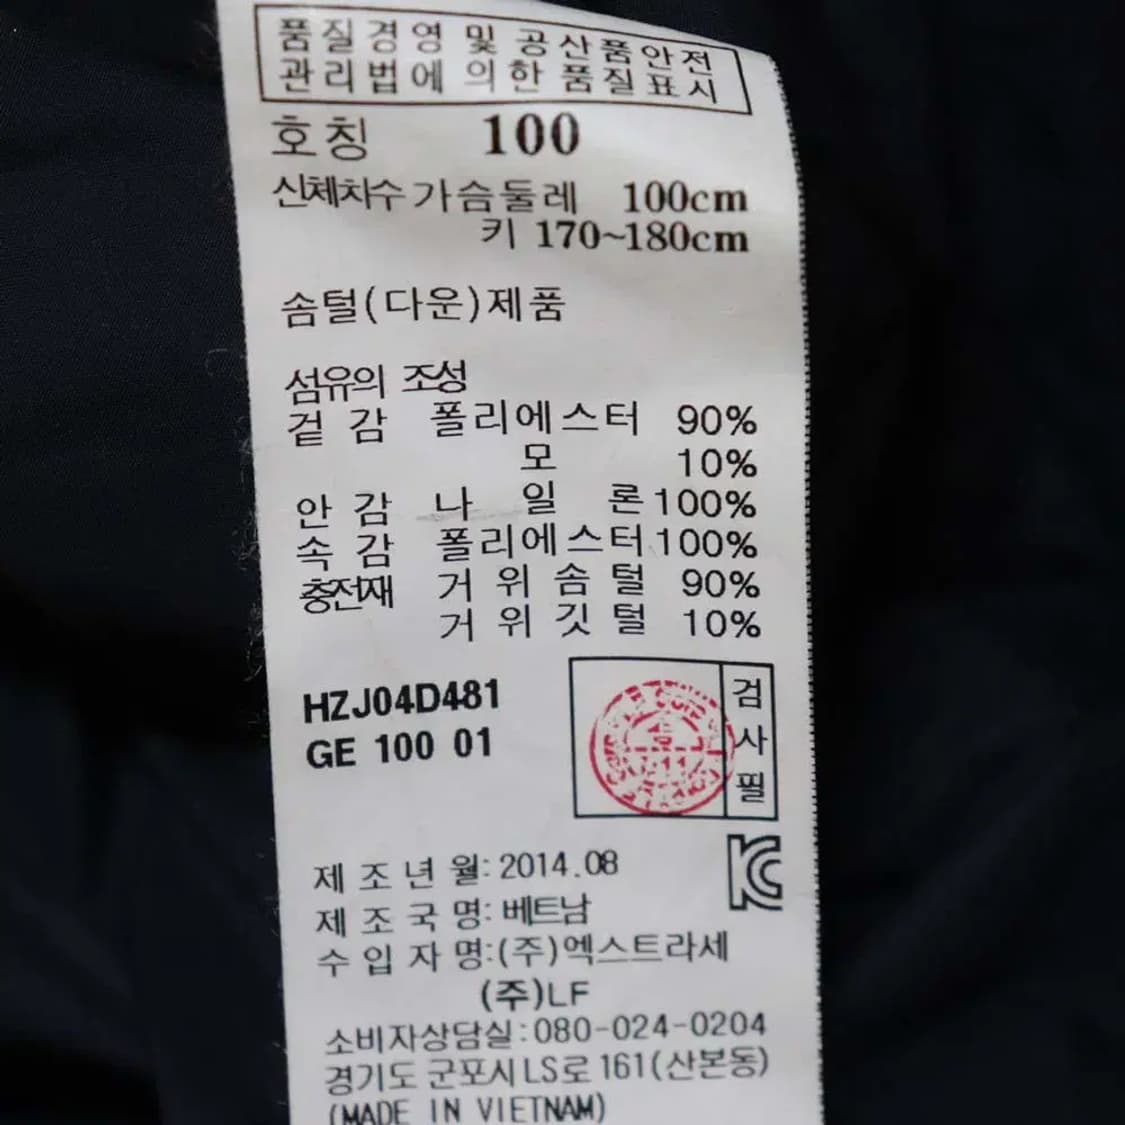 품질경영 및 공산품안전
관리법에 의한 품질표시
호칭 100
신체치수 가슴둘레 100cm
키 170~180cm
솜털(다운)제품
섬유의 조성
겉감 폴리에스터 90%
모 10%
안감 나일론 100%
속감 폴리에스터 100%
충전재 거위솜털 90%
거위깃털 10%
HZJ04D481
GE 100 01
검사필
제조년월: 2014.08
제조국명: 베트남
수입자명:(주)엑스트라세
(주)LF
소비자상담실:080-024-0204
경기도 군포시 LS로 161(산본동)
(MADE IN VIETNAM)